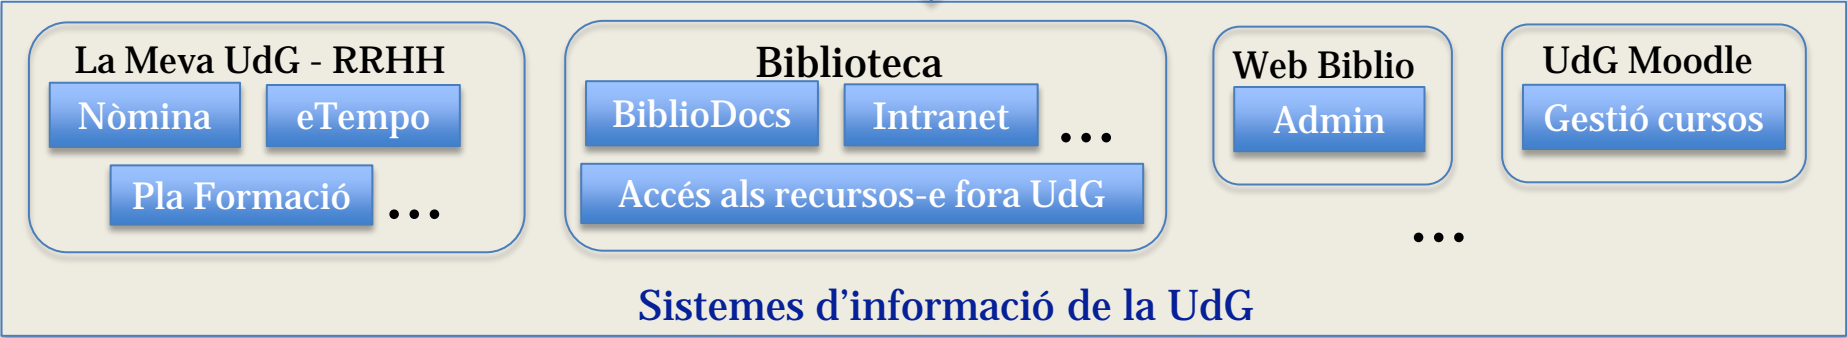 La Meva UdG - RRHH
Nòmina eTempo
Pla Formació ...
Biblioteca
BiblioDocs Intranet ...
Accés als recursos-e fora UdG
Web Biblio
Admin
UdG Moodle
Gestió cursos
...
Sistemes d’informació de la UdG